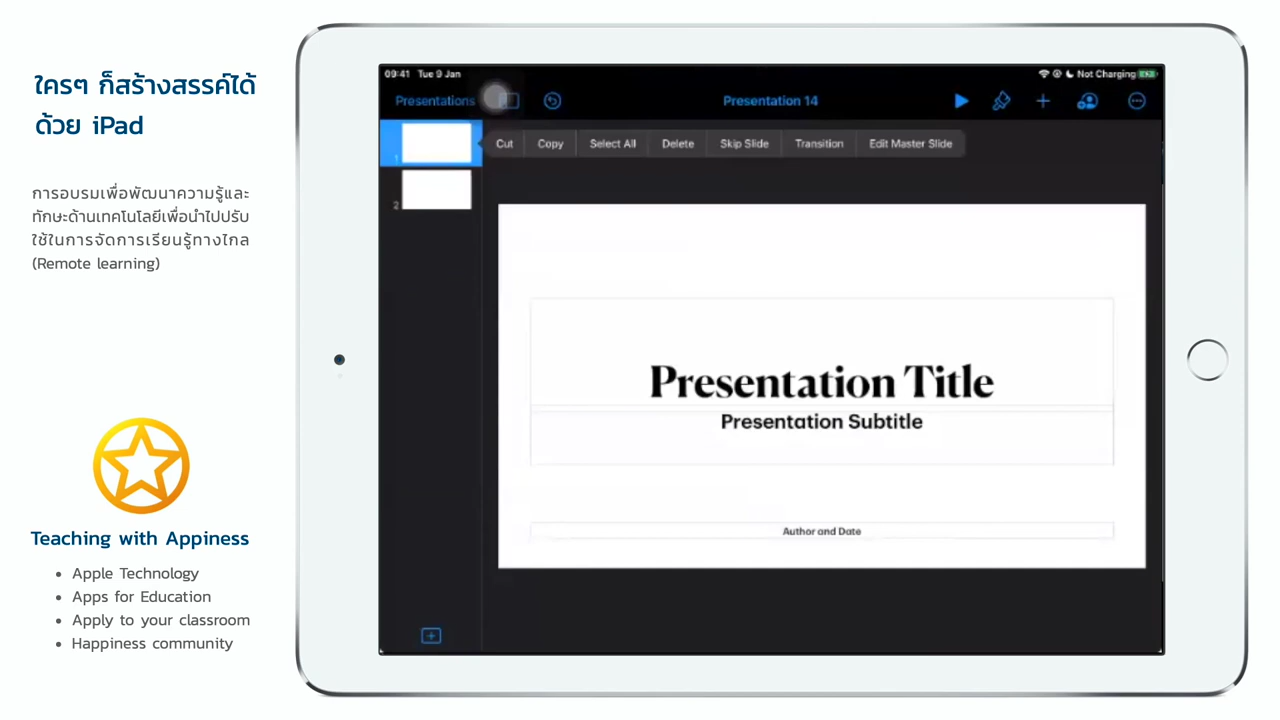 ใครๆ ก็สร้างสรรค์ได้
ด้วย iPad
การอบรมเพื่อพัฒนาความรู้และ
ทักษะด้านเทคโนโลยีเพื่อนำไปปรับ
ใช้ในการจัดการเรียนรู้ทางไกล
(Remote learning)
Teaching with Appiness
• Apple Technology
• Apps for Education
• Apply to your classroom
• Happiness community
09:41 Tue 9 Jan
Not Charging
Presentations
Presentation 14
1
2
Cut
Copy
Select All
Delete
Skip Slide
Transition
Edit Master Slide
Presentation Title
Presentation Subtitle
Author and Date